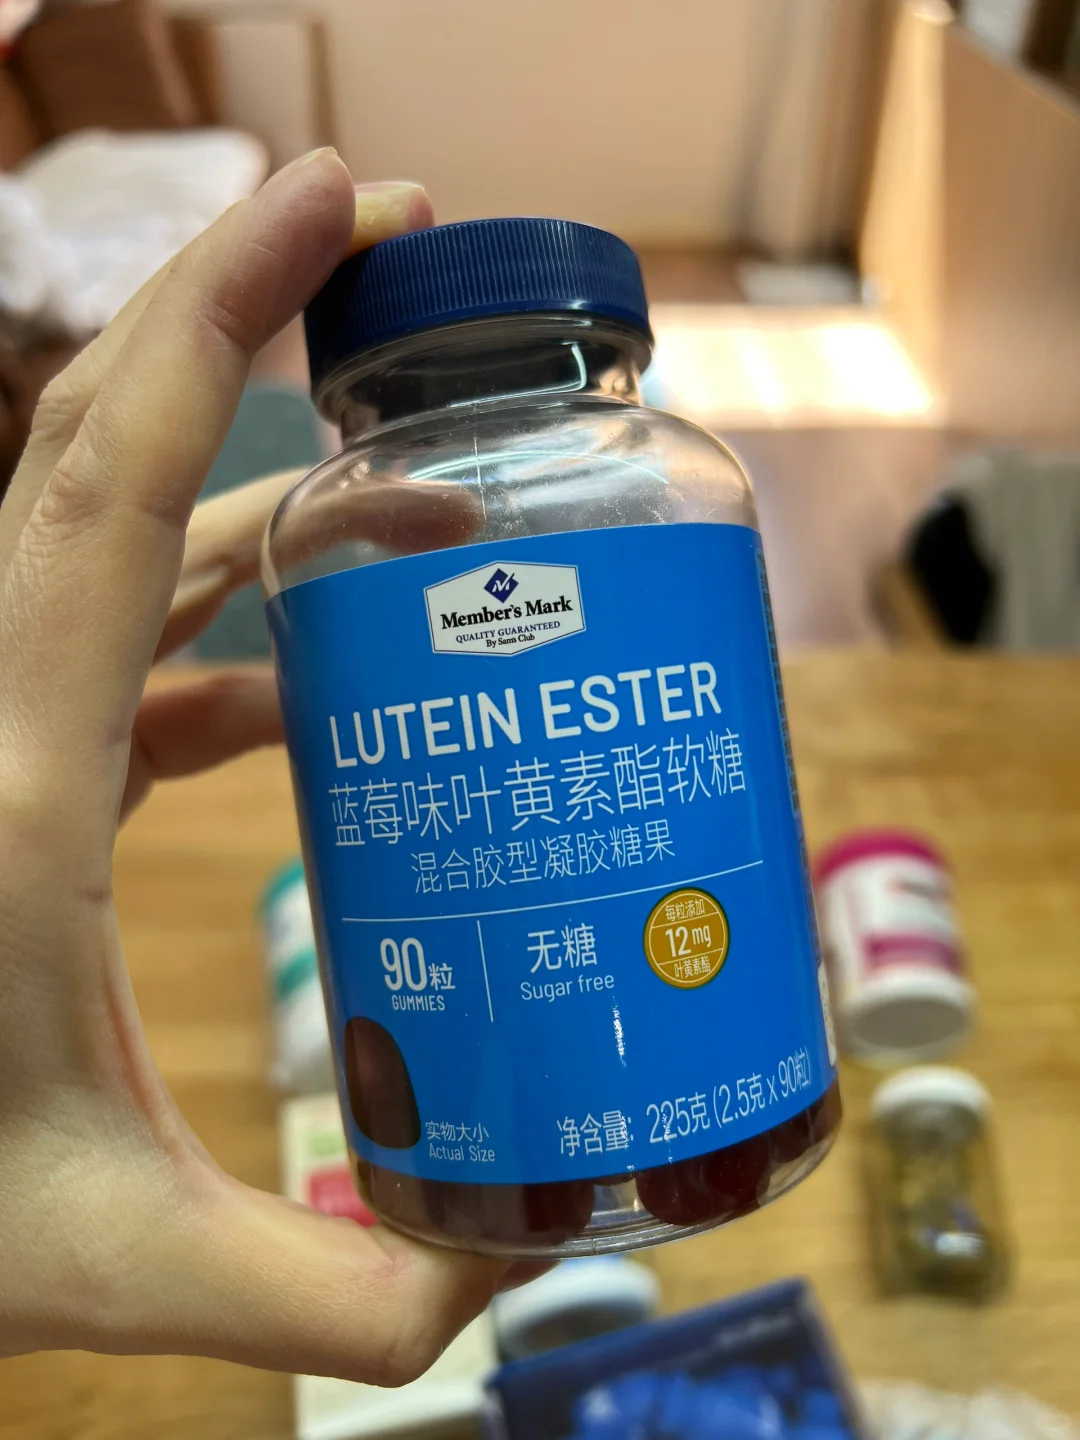 Member's Mark
QUALITY GUARANTEED
By Sam's Club
LUTEIN ESTER
蓝莓味叶黄素酯软糖
混合胶型凝胶糖果
90粒
GUMMIES
无糖
Sugar free
每粒添加
12mg
叶黄素酯
实物大小
Actual Size
净含量: 225克 (2.5克 x 90粒)